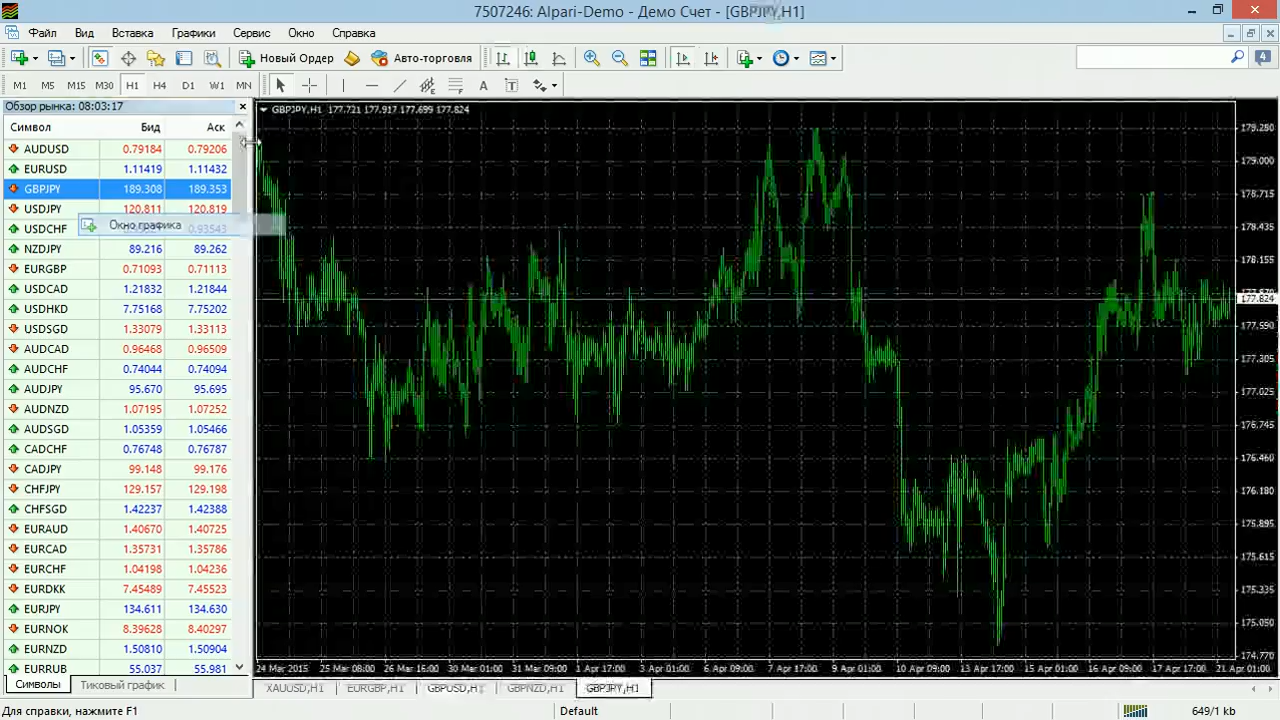 7507246: Alpari-Demo - Демо Счет - [GBPJPY,H1]
Файл Вид Вставка Графики Сервис Окно Справка
Новый Ордер Авто-торговля 4
M1 M5 M15 M30 H1 H4 D1 W1 MN A T
Обзор рынка: 08:03:17
Символ Бид Аск
AUDUSD 0.79184 0.79206
EURUSD 1.11419 1.11432
GBPJPY 189.308 189.353
USDJPY 120.811 120.819
Окно графика
USDCHF 0.93543
NZDJPY 89.216 89.262
EURGBP 0.71093 0.71113
USDCAD 1.21832 1.21844
USDHKD 7.75168 7.75202
USDSGD 1.33079 1.33113
AUDCAD 0.96468 0.96509
AUDCHF 0.74044 0.74094
AUDJPY 95.670 95.695
AUDNZD 1.07195 1.07252
AUDSGD 1.05359 1.05466
CADCHF 0.76748 0.76787
CADJPY 99.148 99.176
CHFJPY 129.157 129.198
CHFSGD 1.42237 1.42388
EURAUD 1.40670 1.40725
EURCAD 1.35731 1.35786
EURCHF 1.04198 1.04236
EURDKK 7.45489 7.45523
EURJPY 134.611 134.630
EURNOK 8.39628 8.40297
EURNZD 1.50810 1.50904
EURRUB 55.037 55.981
Символы Тиковый график
GBPJPY,H1 177.721 177.917 177.699 177.824
179.280
179.000
178.715
178.435
178.155
177.824
177.590
177.305
177.025
176.745
176.460
176.180
175.895
175.615
175.335
175.050
174.770
24 Mar 2015 25 Mar 08:00 26 Mar 16:00 30 Mar 01:00 31 Mar 09:00 1 Apr 17:00 3 Apr 01:00 6 Apr 09:00 7 Apr 17:00 9 Apr 01:00 10 Apr 09:00 13 Apr 17:00 15 Apr 01:00 16 Apr 09:00 17 Apr 17:00 21 Apr 01:00
XAUUSD,H1 EURGBP,H1 GBPUSD,H1 GBPNZD,H1 GBPJPY,H1
Для справки, нажмите F1 Default 649/1 kb